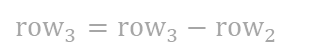 row₃ = row₃ − row₂